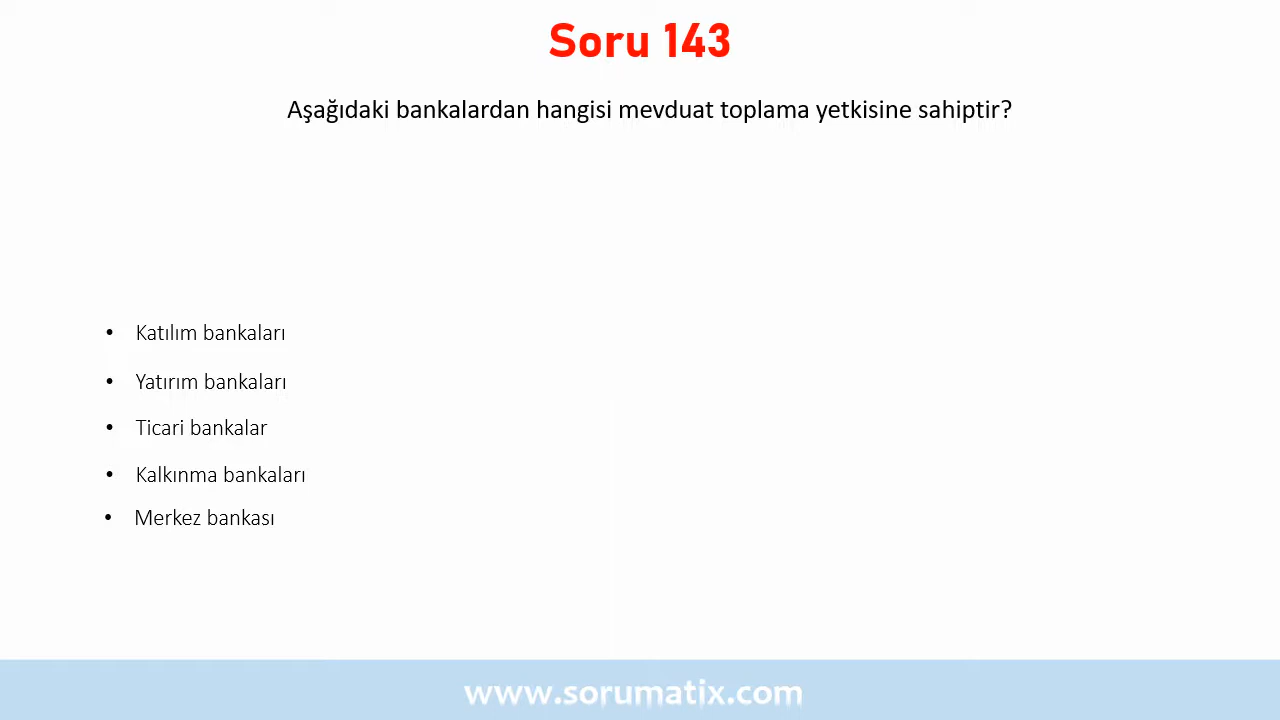 Soru 143
Aşağıdaki bankalardan hangisi mevduat toplama yetkisine sahiptir?
• Katılım bankaları
• Yatırım bankaları
• Ticari bankalar
• Kalkınma bankaları
• Merkez bankası
www.sorumatix.com